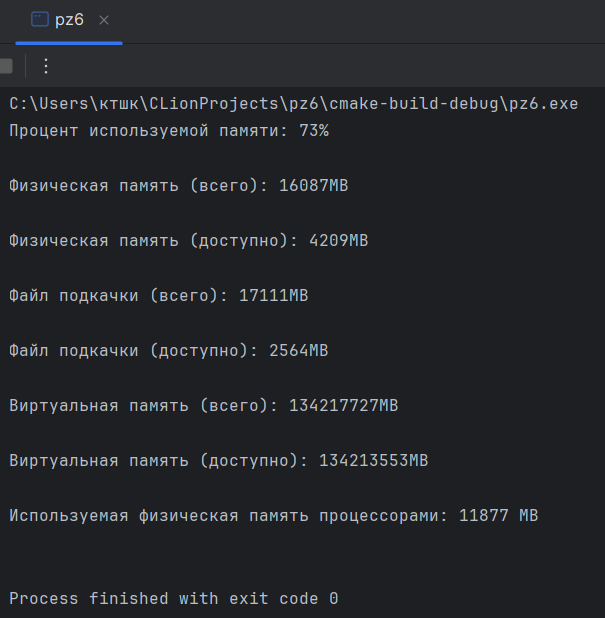 pz6
C:\Users\ктшк\CLionProjects\pz6\cmake-build-debug\pz6.exe
Процент используемой памяти: 73%
Физическая память (всего): 16087MB
Физическая память (доступно): 4209MB
Файл подкачки (всего): 17111MB
Файл подкачки (доступно): 2564MB
Виртуальная память (всего): 134217727MB
Виртуальная память (доступно): 134213553MB
Используемая физическая память процессорами: 11877 MB
Process finished with exit code 0